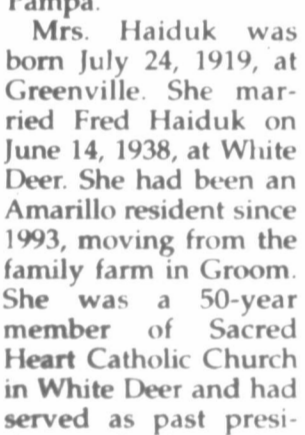 Pampa.
Mrs. Haiduk was
born July 24, 1919, at
Greenville. She mar-
ried Fred Haiduk on
June 14, 1938, at White
Deer. She had been an
Amarillo resident since
1993, moving from the
family farm in Groom.
She was a 50-year
member of Sacred
Heart Catholic Church
in White Deer and had
served as past presi-